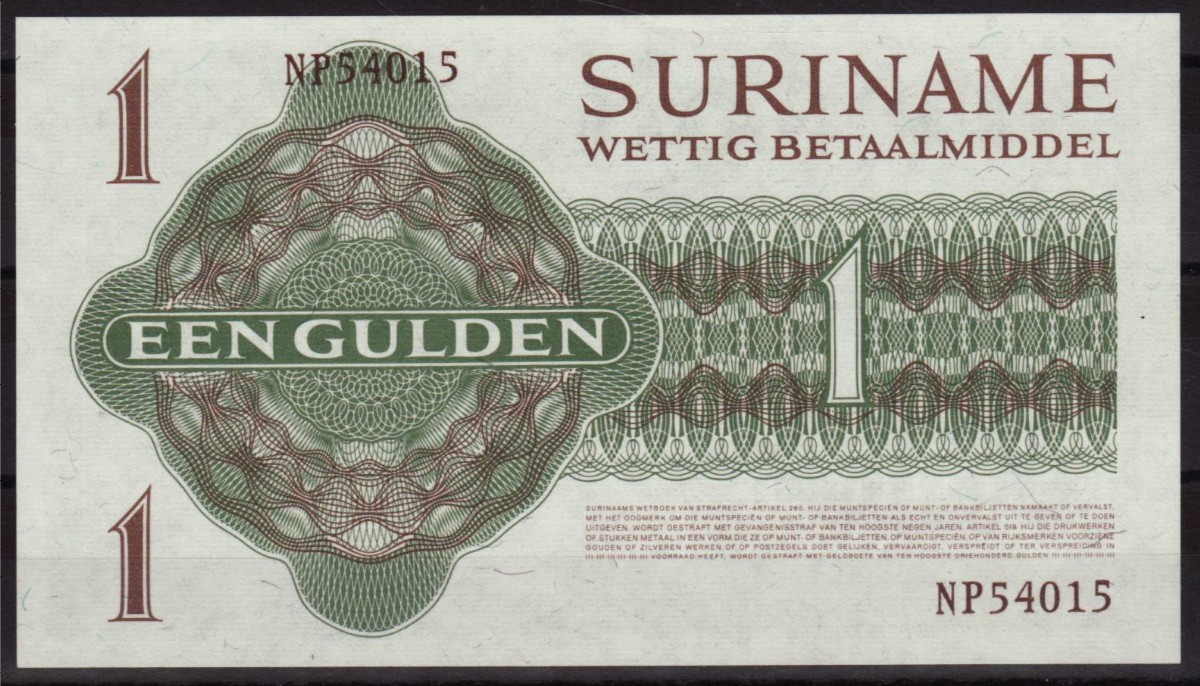 1
NP54015
SURINAME
WETTIG BETAALMIDDEL
1
EEN GULDEN
SURINAAMS WETBOEK VAN STRAFRECHT-ARTIKEL 260. HIJ DIE MUNTSPECIËN OF MUNT- OF BANKBILJETTEN NAMAAKT OF VERVALST,
MET HET OOGMERK OM DIE MUNTSPECIËN OF MUNT- OF BANKBILJETTEN ALS ECHT EN ONVERVALST UIT TE GEVEN OF TE DOEN
UITGEVEN, WORDT GESTRAFT MET GEVANGENISSTRAF VAN TEN HOOGSTE NEGEN JAREN. ARTIKEL 519. HIJ DIE DRUKWERKEN
OF STUKKEN METAAL IN EEN VORM DIE ZE OP MUNT- OF BANKBILJETTEN, OP MUNTSPECIËN, OP VAN RIJKSMERKEN VOORZIENE
GOUDEN OF ZILVEREN WERKEN, OF OP POSTZEGELS DOET GELIJKEN, VERVAARDIGT, VERSPREIDT OF TER VERSPREIDING IN
VOORRAAD HEEFT, WORDT GESTRAFT MET GELDBOETE VAN TEN HOOGSTE DRIEHONDERD GULDEN
1
NP54015